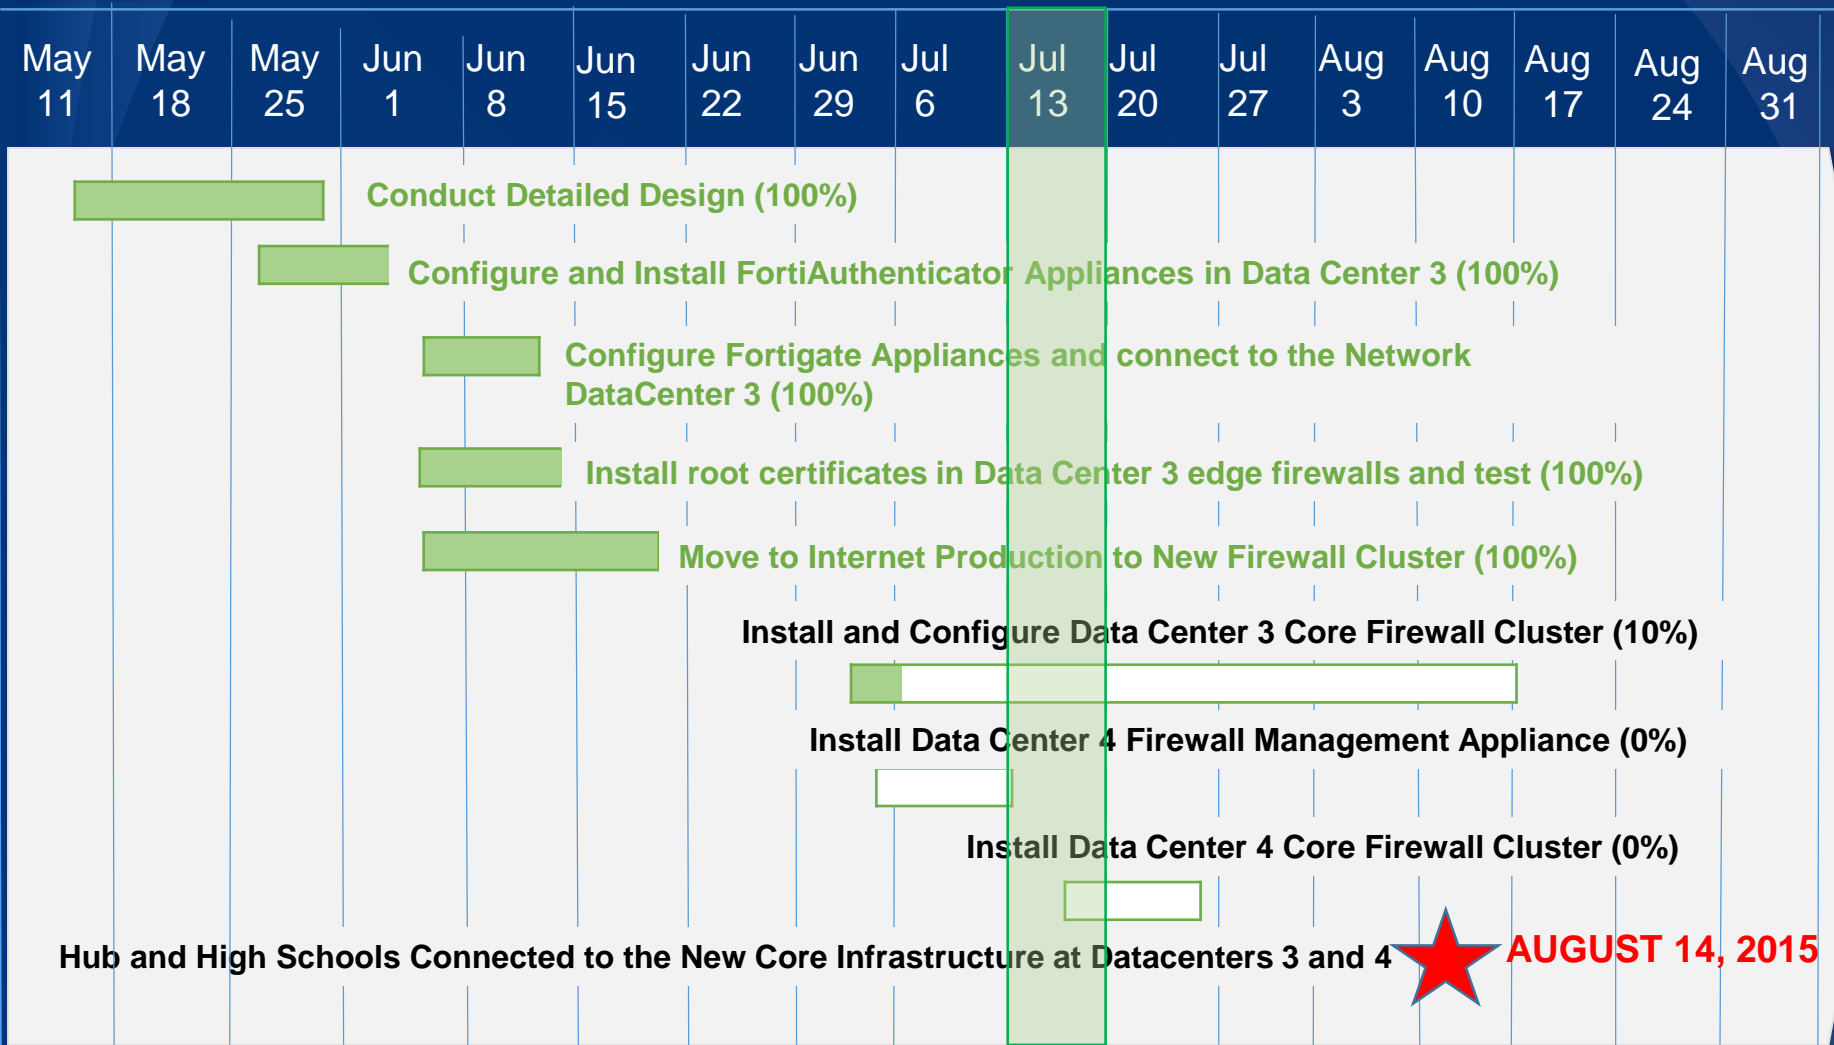 May May May Jun Jun Jun Jun Jun Jul Jul Jul Jul Aug Aug Aug Aug Aug
11 18 25 1 8 15 22 29 6 13 20 27 3 10 17 24 31
Conduct Detailed Design (100%)
Configure and Install FortiAuthenticator Appliances in Data Center 3 (100%)
Configure Fortigate Appliances and connect to the Network
DataCenter 3 (100%)
Install root certificates in Data Center 3 edge firewalls and test (100%)
Move to Internet Production to New Firewall Cluster (100%)
Install and Configure Data Center 3 Core Firewall Cluster (10%)
Install Data Center 4 Firewall Management Appliance (0%)
Install Data Center 4 Core Firewall Cluster (0%)
Hub and High Schools Connected to the New Core Infrastructure at Datacenters 3 and 4 AUGUST 14, 2015